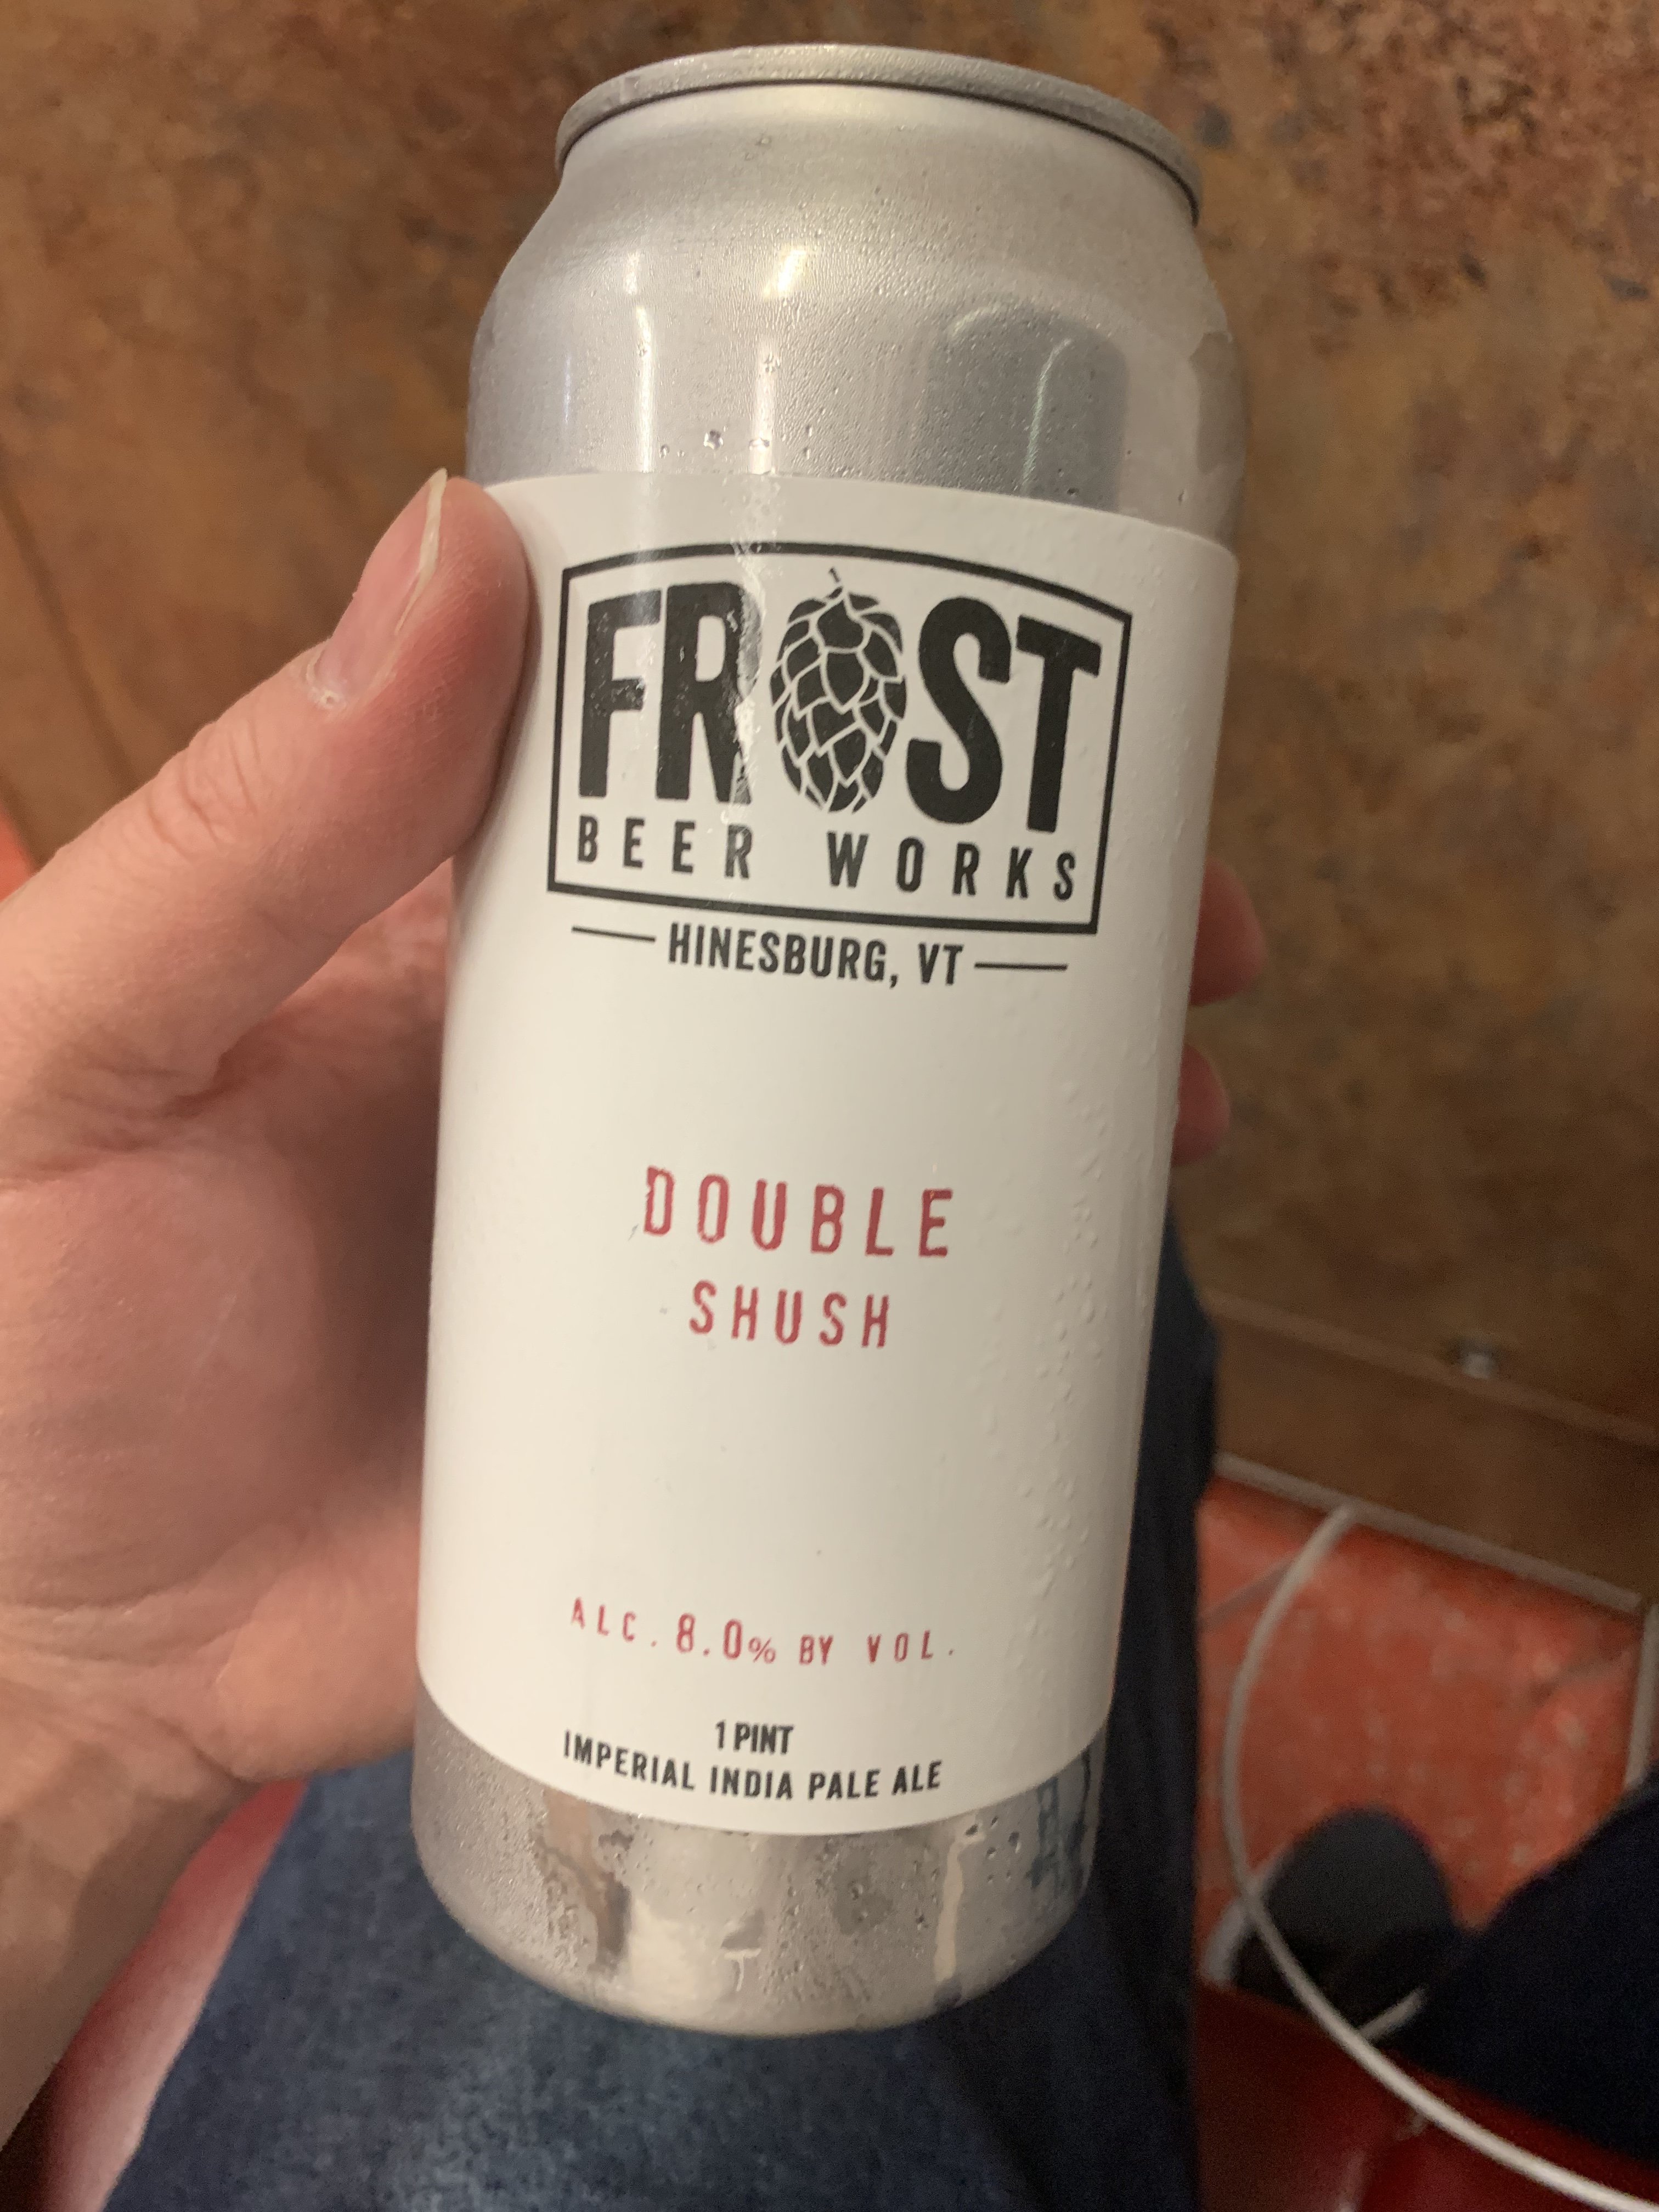 FROST
BEER WORKS
HINESBURG, VT
DOUBLE
SHUSH
ALC. 8.0% BY VOL.
1 PINT
IMPERIAL INDIA PALE ALE